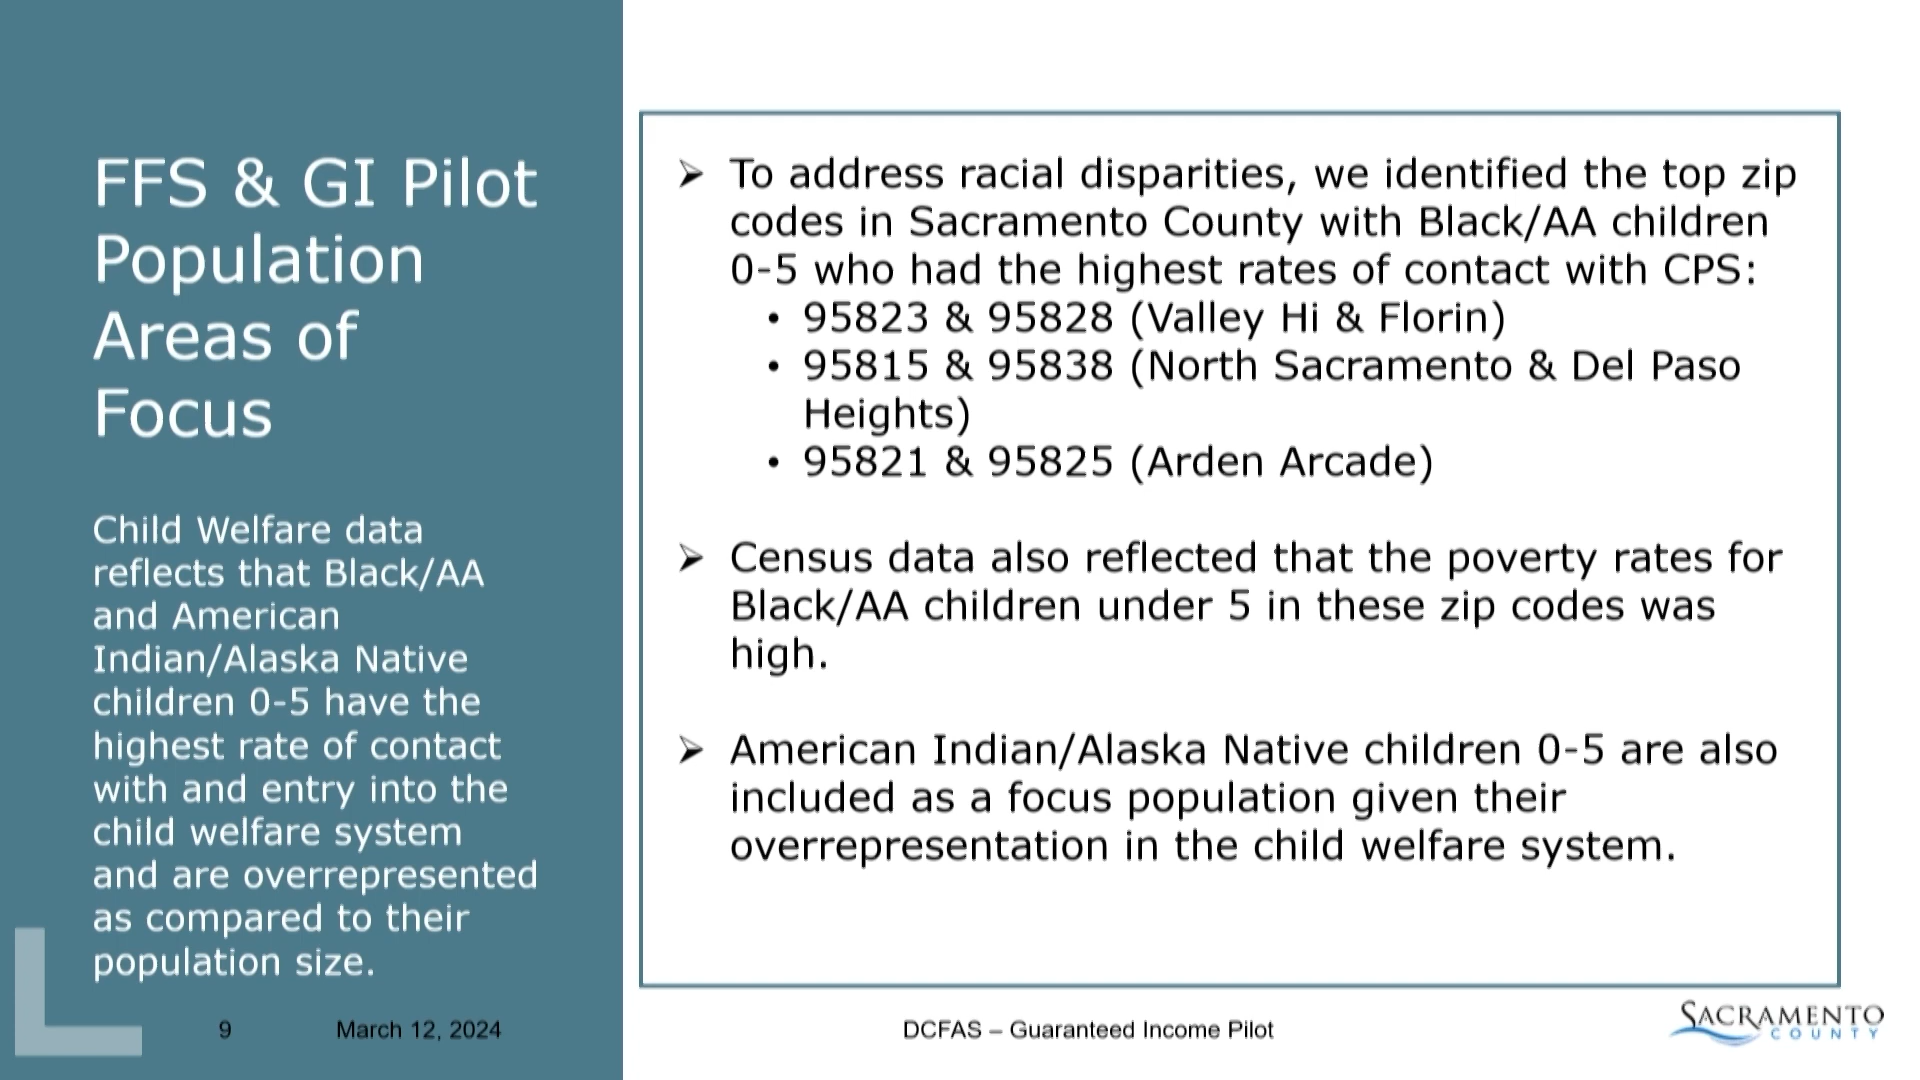 FFS & GI Pilot
Population
Areas of
Focus
Child Welfare data
reflects that Black/AA
and American
Indian/Alaska Native
children 0-5 have the
highest rate of contact
with and entry into the
child welfare system
and are overrepresented
as compared to their
population size.
➢ To address racial disparities, we identified the top zip
codes in Sacramento County with Black/AA children
0-5 who had the highest rates of contact with CPS:
• 95823 & 95828 (Valley Hi & Florin)
• 95815 & 95838 (North Sacramento & Del Paso
Heights)
• 95821 & 95825 (Arden Arcade)
➢ Census data also reflected that the poverty rates for
Black/AA children under 5 in these zip codes was
high.
➢ American Indian/Alaska Native children 0-5 are also
included as a focus population given their
overrepresentation in the child welfare system.
9 March 12, 2024 DCFAS – Guaranteed Income Pilot
SACRAMENTO
COUNTY